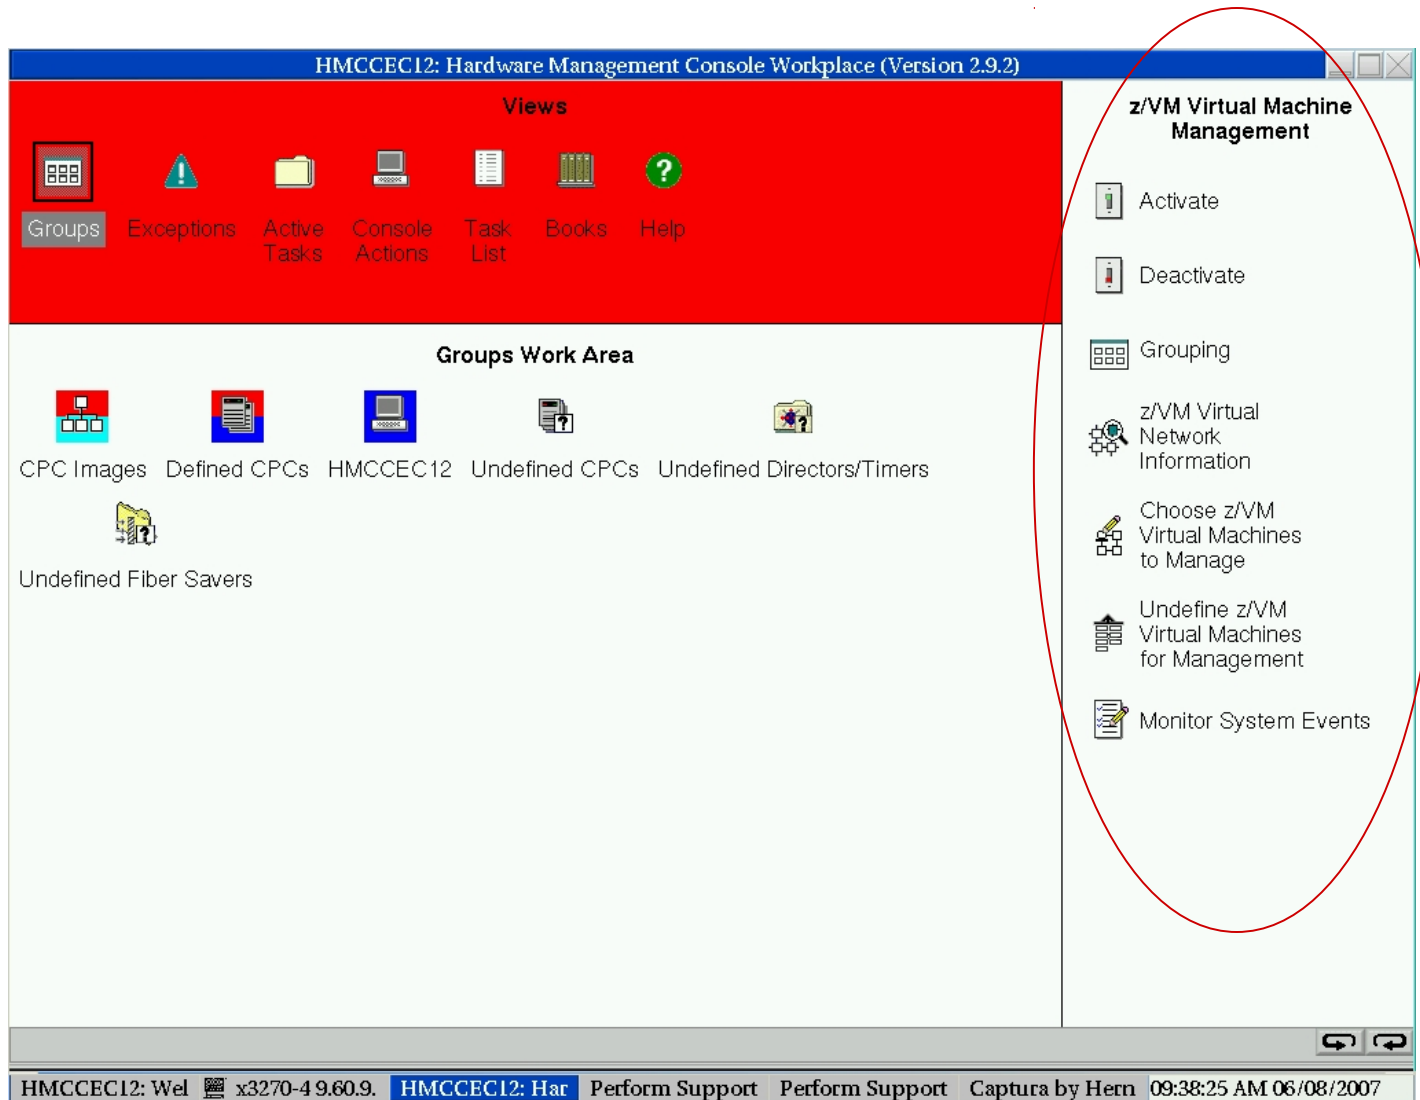 HMCCEC12: Hardware Management Console Workplace (Version 2.9.2)
Views
Groups
Exceptions
Active
Tasks
Console
Actions
Task
List
Books
Help
Groups Work Area
CPC Images
Defined CPCs
HMCCEC12
Undefined CPCs
Undefined Directors/Timers
Undefined Fiber Savers
z/VM Virtual Machine
Management
Activate
Deactivate
Grouping
z/VM Virtual
Network
Information
Choose z/VM
Virtual Machines
to Manage
Undefine z/VM
Virtual Machines
for Management
Monitor System Events
HMCCEC12: Wel
x3270-4 9.60.9.
HMCCEC12: Har
Perform Support
Perform Support
Captura by Hern
09:38:25 AM 06/08/2007